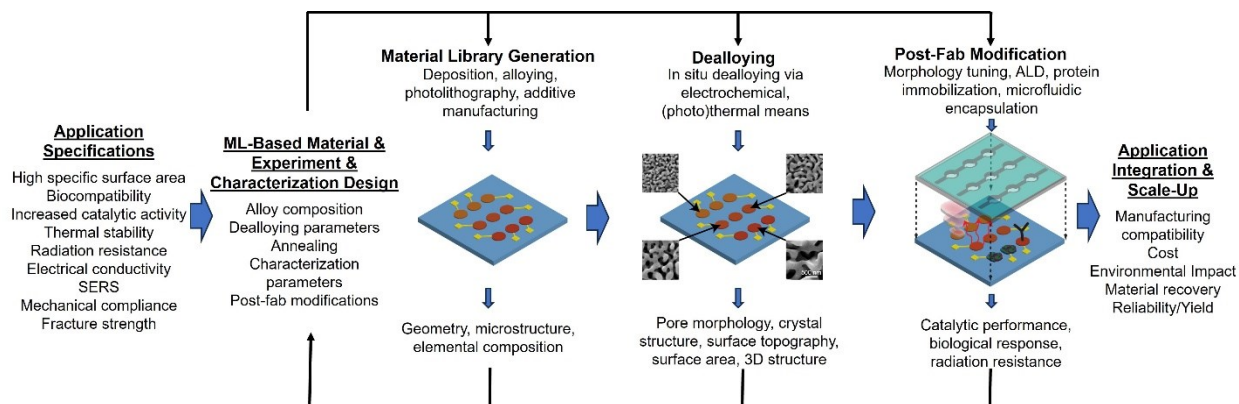 Application
Specifications
High specific surface area
Biocompatibility
Increased catalytic activity
Thermal stability
Radiation resistance
Electrical conductivity
SERS
Mechanical compliance
Fracture strength
ML-Based Material &
Experiment &
Characterization Design
Alloy composition
Dealloying parameters
Annealing
Characterization
parameters
Post-fab modifications
Material Library Generation
Deposition, alloying,
photolithography, additive
manufacturing
Geometry, microstructure,
elemental composition
Dealloying
In situ dealloying via
electrochemical,
(photo)thermal means
500 nm
Pore morphology, crystal
structure, surface topography,
surface area, 3D structure
Post-Fab Modification
Morphology tuning, ALD, protein
immobilization, microfluidic
encapsulation
Catalytic performance,
biological response,
radiation resistance
Application
Integration &
Scale-Up
Manufacturing
compatibility
Cost
Environmental Impact
Material recovery
Reliability/Yield